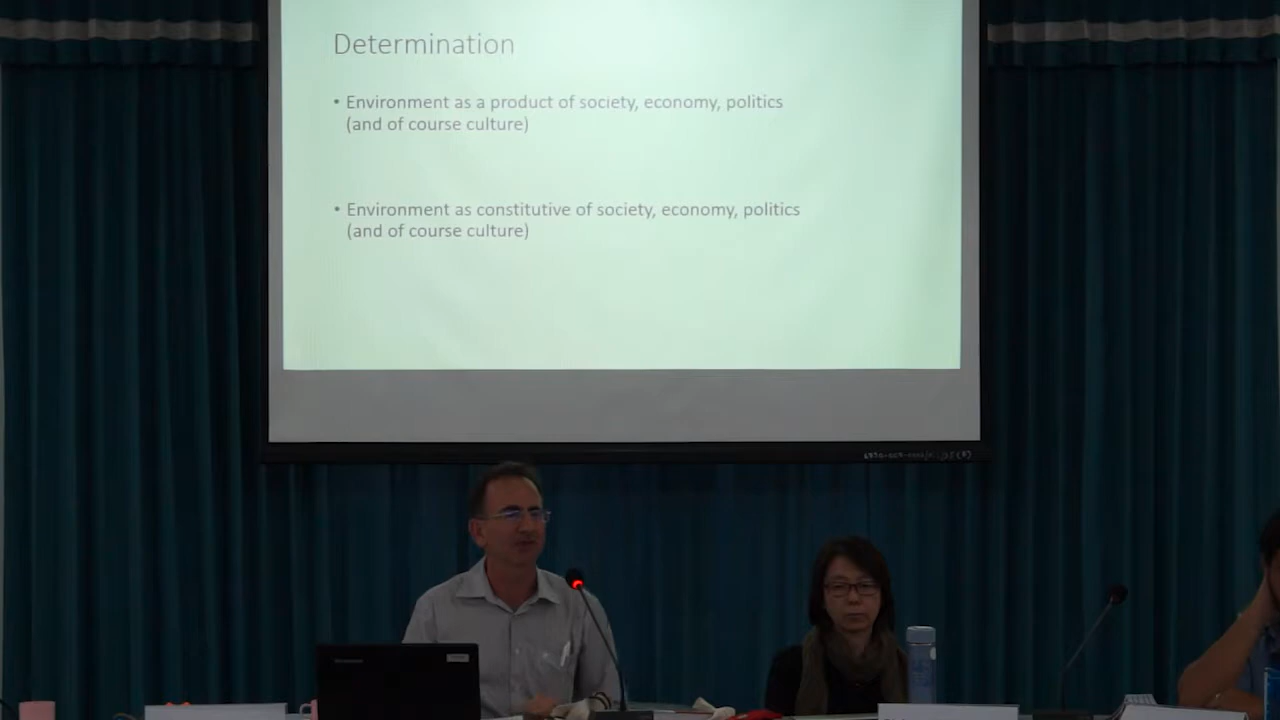 Determination
• Environment as a product of society, economy, politics
(and of course culture)
• Environment as constitutive of society, economy, politics
(and of course culture)